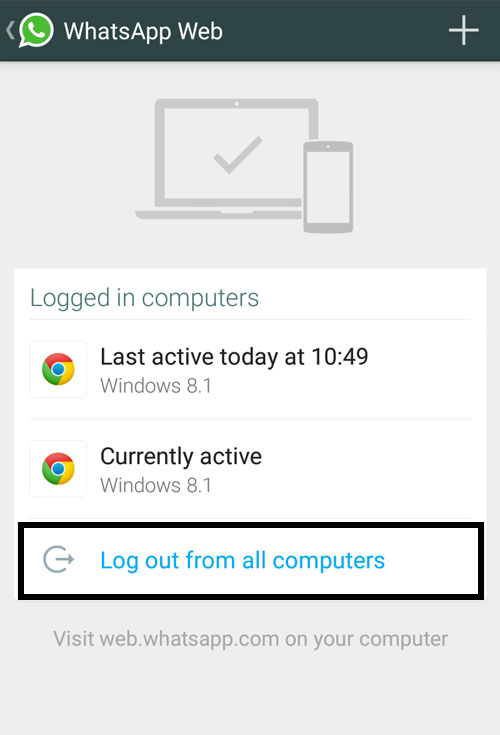 WhatsApp Web
Logged in computers
Last active today at 10:49
Windows 8.1
Currently active
Windows 8.1
Log out from all computers
Visit web.whatsapp.com on your computer